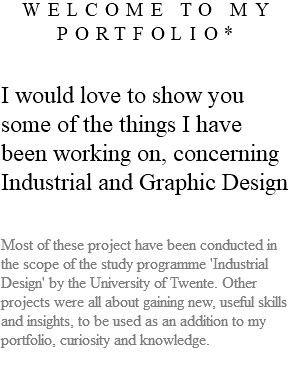 WELCOME TO MY
PORTFOLIO*
I would love to show you
some of the things I have
been working on, concerning
Industrial and Graphic Design
Most of these project have been conducted in
the scope of the study programme 'Industrial
Design' by the University of Twente. Other
projects were all about gaining new, useful skills
and insights, to be used as an addition to my
portfolio, curiosity and knowledge.